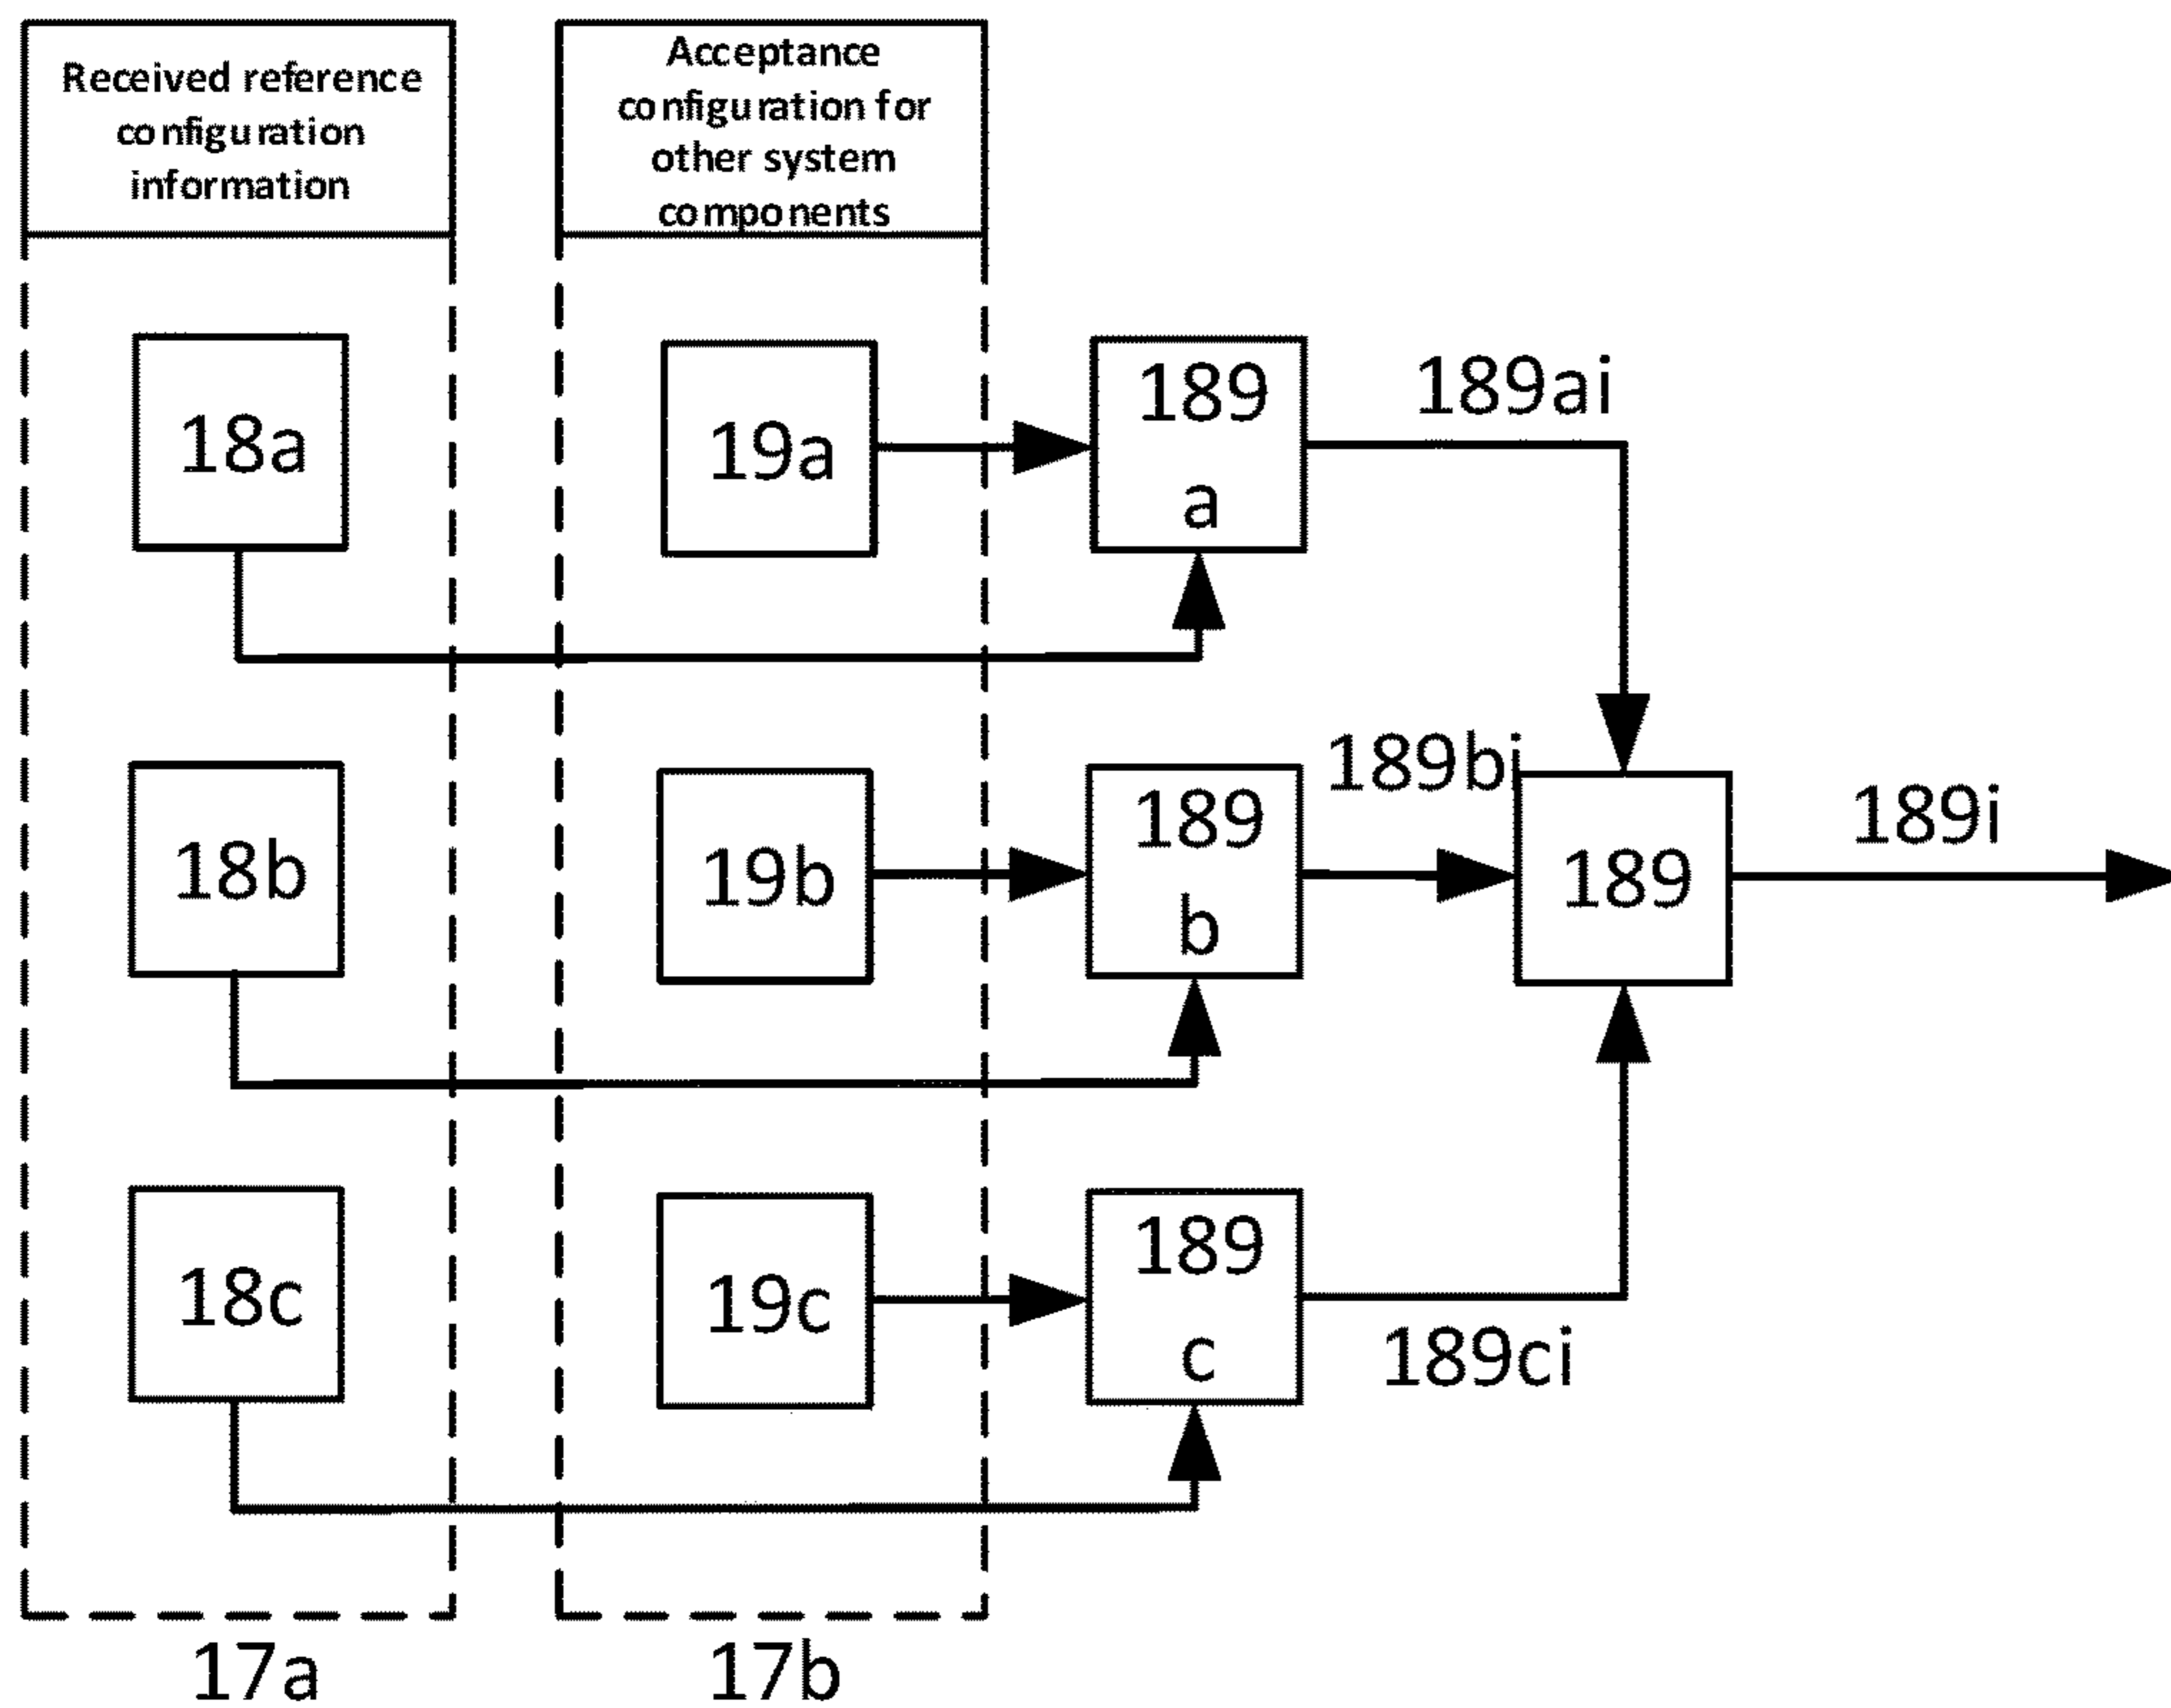 Received reference
configuration
information
Acceptance
configuration for
other system
components
18a
19a
189
a
189ai
18b
19b
189
b
189bi
189
189i
18c
19c
189
c
189ci
17a
17b